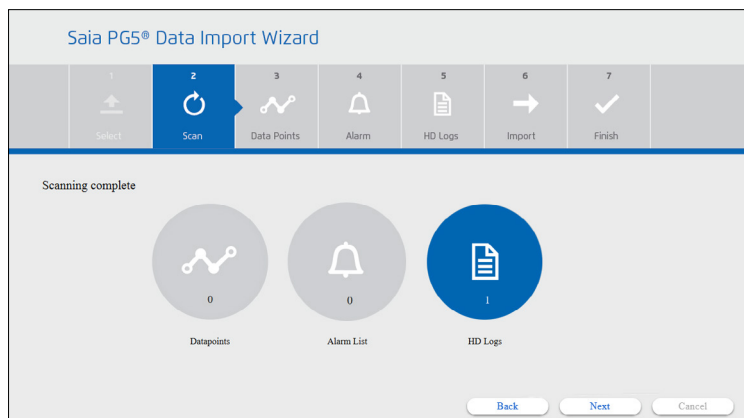 Saia PG5® Data Import Wizard
1 2 3 4 5 6 7
Select Scan Data Points Alarm HD Logs Import Finish
Scanning complete
0 0 1
Datapoints Alarm List HD Logs
Back Next Cancel